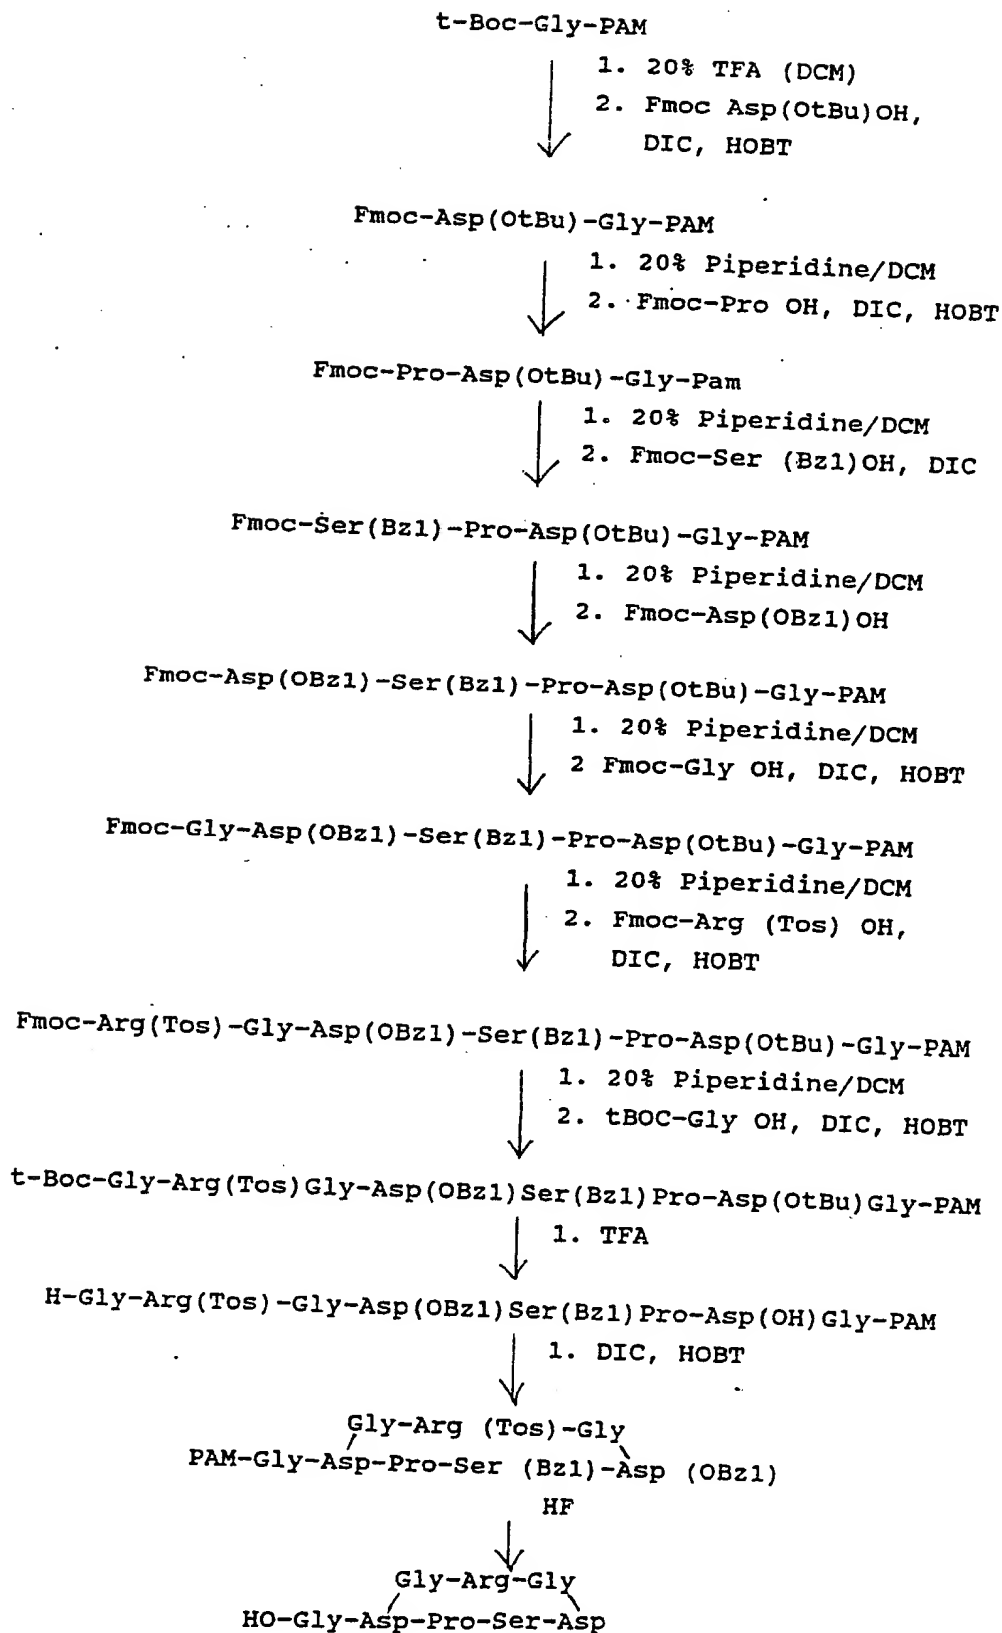 t-Boc-Gly-PAM
1. 20% TFA (DCM)
2. Fmoc Asp(OtBu)OH,
DIC, HOBT
Fmoc-Asp(OtBu)-Gly-PAM
1. 20% Piperidine/DCM
2. Fmoc-Pro OH, DIC, HOBT
Fmoc-Pro-Asp(OtBu)-Gly-Pam
1. 20% Piperidine/DCM
2. Fmoc-Ser (Bzl)OH, DIC
Fmoc-Ser(Bzl)-Pro-Asp(OtBu)-Gly-PAM
1. 20% Piperidine/DCM
2. Fmoc-Asp(OBzl)OH
Fmoc-Asp(OBzl)-Ser(Bzl)-Pro-Asp(OtBu)-Gly-PAM
1. 20% Piperidine/DCM
2 Fmoc-Gly OH, DIC, HOBT
Fmoc-Gly-Asp(OBzl)-Ser(Bzl)-Pro-Asp(OtBu)-Gly-PAM
1. 20% Piperidine/DCM
2. Fmoc-Arg (Tos) OH,
DIC, HOBT
Fmoc-Arg(Tos)-Gly-Asp(OBzl)-Ser(Bzl)-Pro-Asp(OtBu)-Gly-PAM
1. 20% Piperidine/DCM
2. tBOC-Gly OH, DIC, HOBT
t-Boc-Gly-Arg(Tos)Gly-Asp(OBzl)Ser(Bzl)Pro-Asp(OtBu)Gly-PAM
1. TFA
H-Gly-Arg(Tos)-Gly-Asp(OBzl)Ser(Bzl)Pro-Asp(OH)Gly-PAM
1. DIC, HOBT
Gly-Arg (Tos)-Gly
PAM-Gly-Asp-Pro-Ser (Bzl)-Asp (OBzl)
HF
Gly-Arg-Gly
HO-Gly-Asp-Pro-Ser-Asp